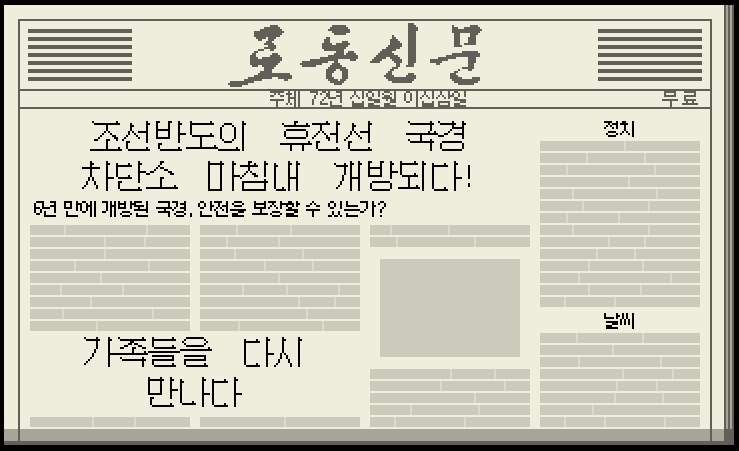 로동신문
주체 72년 십일원 이십삼일
무료
조선반도의 휴전선 국경
차단소 마침내 개방되다!
6년 만에 개방된 국경, 안전을 보장할 수 있는가?
가족들을 다시
만나다
정치
날씨